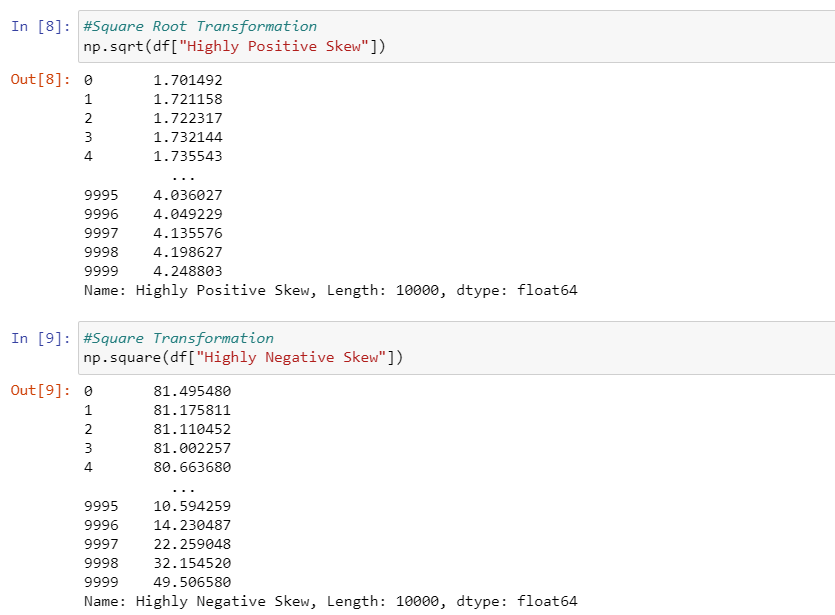 In [8]: #Square Root Transformation
np.sqrt(df["Highly Positive Skew"])
Out[8]: 0 1.701492
1 1.721158
2 1.722317
3 1.732144
4 1.735543
...
9995 4.036027
9996 4.049229
9997 4.135576
9998 4.198627
9999 4.248803
Name: Highly Positive Skew, Length: 10000, dtype: float64
In [9]: #Square Transformation
np.square(df["Highly Negative Skew"])
Out[9]: 0 81.495480
1 81.175811
2 81.110452
3 81.002257
4 80.663680
...
9995 10.594259
9996 14.230487
9997 22.259048
9998 32.154520
9999 49.506580
Name: Highly Negative Skew, Length: 10000, dtype: float64